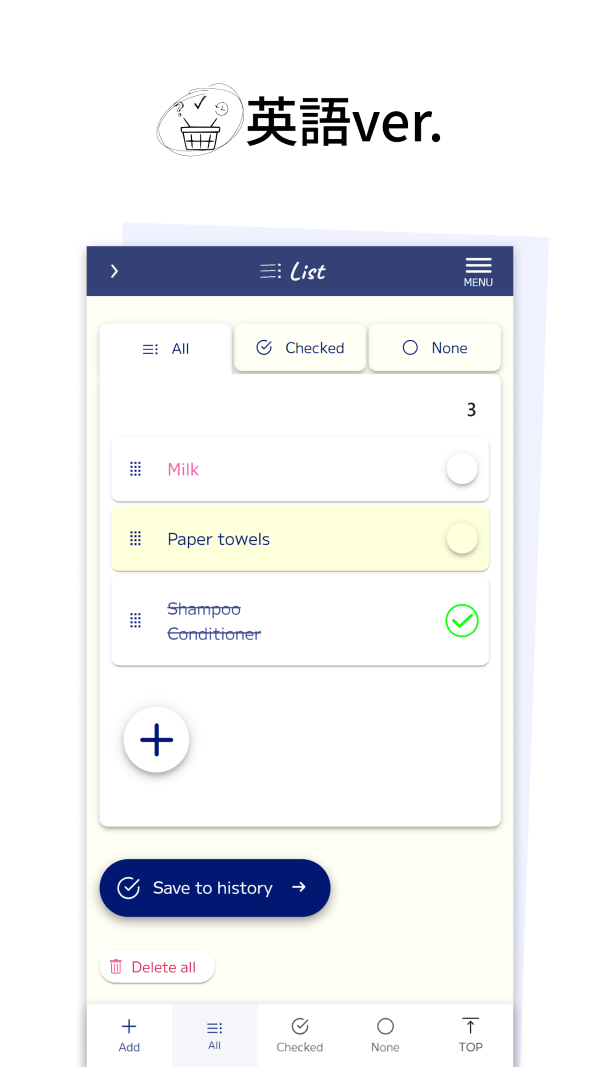 英語ver.
List
MENU
All
Checked
None
3
Milk
Paper towels
Shampoo
Conditioner
Save to history
Delete all
Add
All
Checked
None
TOP